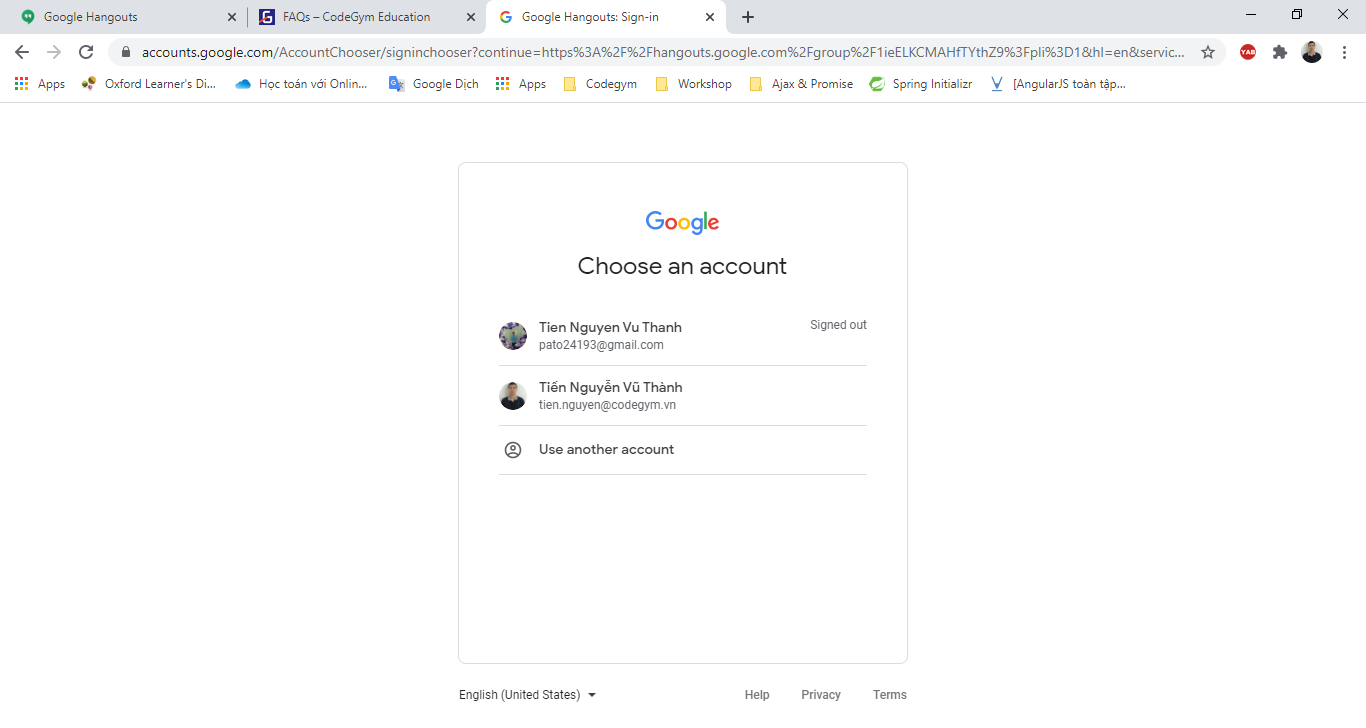 Google Hangouts
FAQs – CodeGym Education
Google Hangouts: Sign-in
accounts.google.com/AccountChooser/signinchooser?continue=https%3A%2F%2Fhangouts.google.com%2Fgroup%2F1ieELKCMAHfTYthZ9%3Fpli%3D1&hl=en&servic...
YAB
Apps
Oxford Learner's Di...
Học toán với Onlin...
Google Dịch
Apps
Codegym
Workshop
Ajax & Promise
Spring Initializr
[AngularJS toàn tập...
Google
Choose an account
Tien Nguyen Vu Thanh
Signed out
pato24193@gmail.com
Tiến Nguyễn Vũ Thành
tien.nguyen@codegym.vn
Use another account
English (United States)
Help
Privacy
Terms